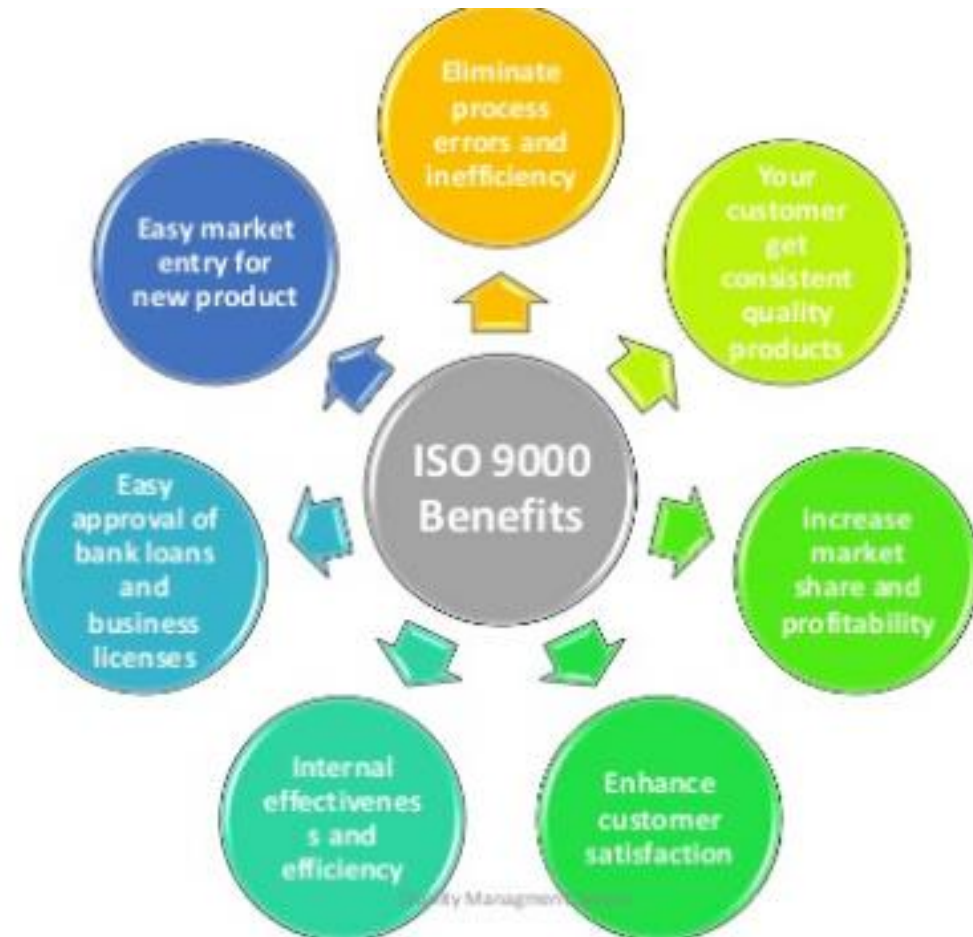 Eliminate
process
errors and
inefficiency
Your
customer
get
consistent
quality
products
Increase
market
share and
profitability
Enhance
customer
satisfaction
Internal
effectivenes
s and
efficiency
Easy
approval of
bank loans
and
business
licenses
Easy market
entry for
new product
ISO 9000
Benefits
Managmen